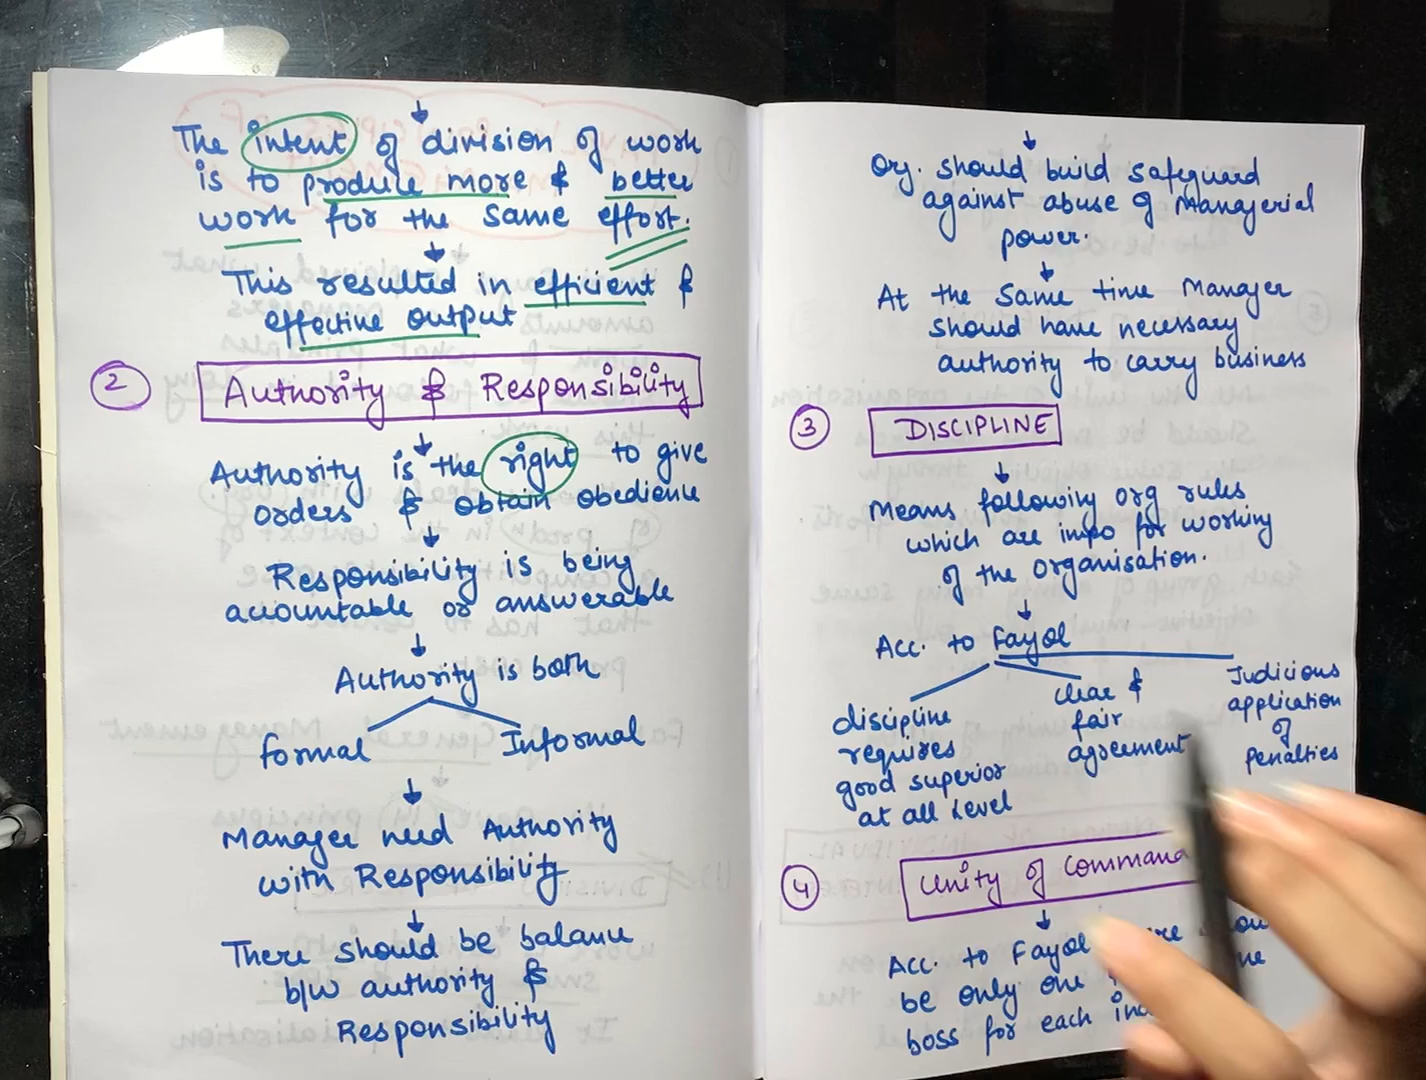 The intent of division of work
is to produce more & better
work for the same effort.
This resulted in efficient &
effective output
2 Authority & Responsibility
Authority is the right to give
orders & obtain obedience
Responsibility is being
accountable or answerable
Authority is both
formal Informal
Manager need Authority
with Responsibility
There should be balance
b/w authority &
Responsibility
Org. should build safeguard
against abuse of Managerial
power.
At the same time Manager
should have necessary
authority to carry business
3 DISCIPLINE
Means following org rules
which are impo for working
of the organisation.
Acc. to Fayol
discipline
requires
good superior
at all level
clear &
fair
agreement
Judicious
application
of
Penalties
4 Unity of Command
Acc. to Fayol
be only one
boss for each